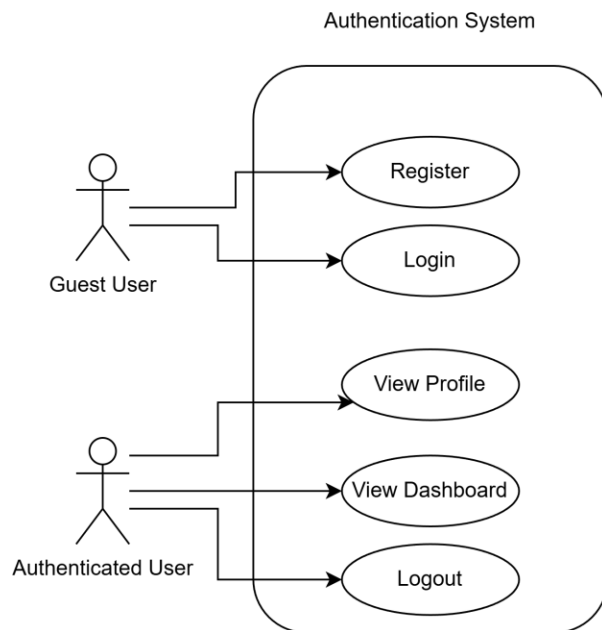 Authentication System
Register
Login
Guest User
View Profile
View Dashboard
Authenticated User
Logout